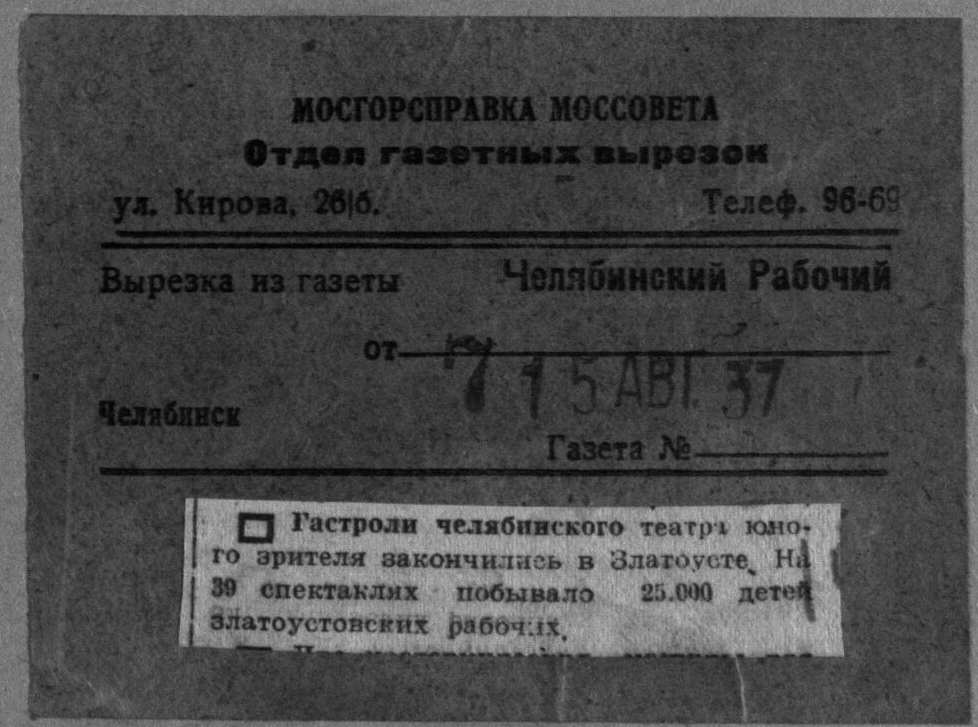 МОСГОРСПРАВКА МОССОВЕТА
Отдел газетных вырезок
ул. Кирова, 26/б. Телеф. 96-69
Вырезка из газеты Челябинский Рабочий
от 15 АВГ. 37
Челябинск
Газета №
Гастроли челябинского театра юно-
го зрителя закончились в Златоусте. На
39 спектаклях побывало 25.000 детей
златоустовских рабочих.